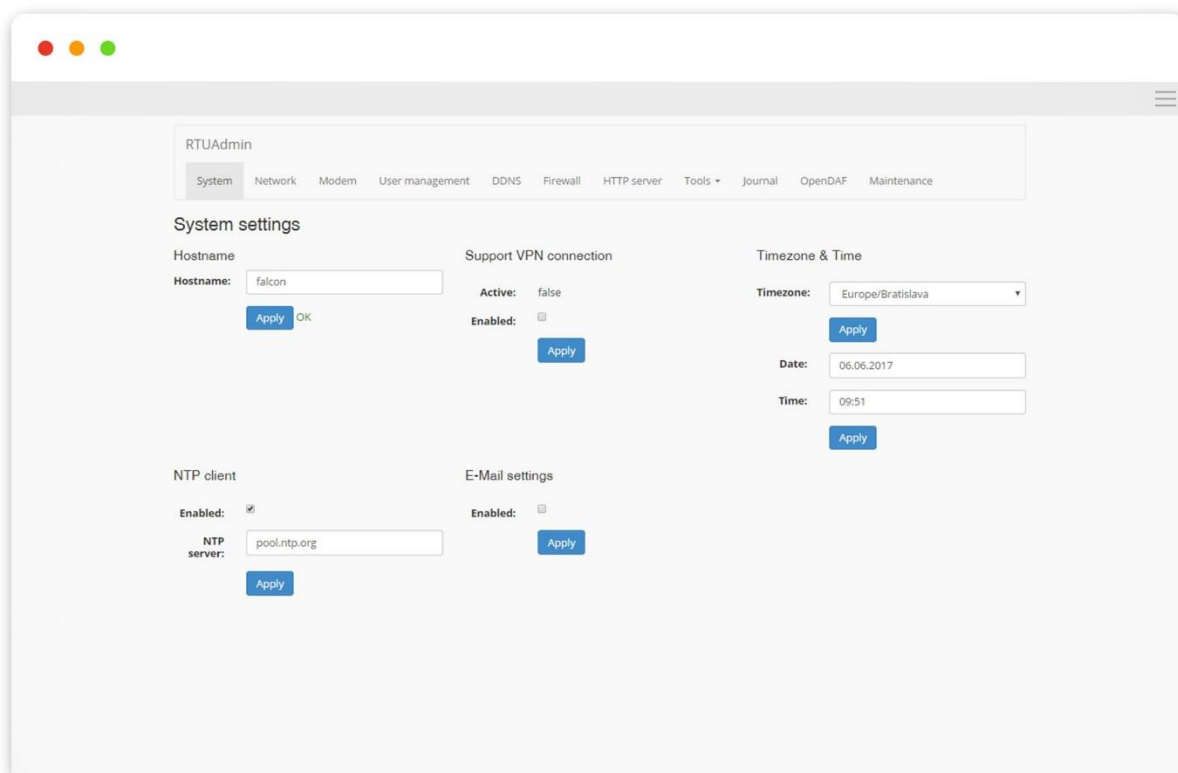 RTUAdmin
System Network Modem User management DDNS Firewall HTTP server Tools Journal OpenDAF Maintenance
System settings
Hostname
Hostname: falcon
Apply OK
Support VPN connection
Active: false
Enabled:
Apply
Timezone & Time
Timezone: Europe/Bratislava
Apply
Date: 06.06.2017
Time: 09:51
Apply
NTP client
Enabled:
NTP server: pool.ntp.org
Apply
E-Mail settings
Enabled:
Apply